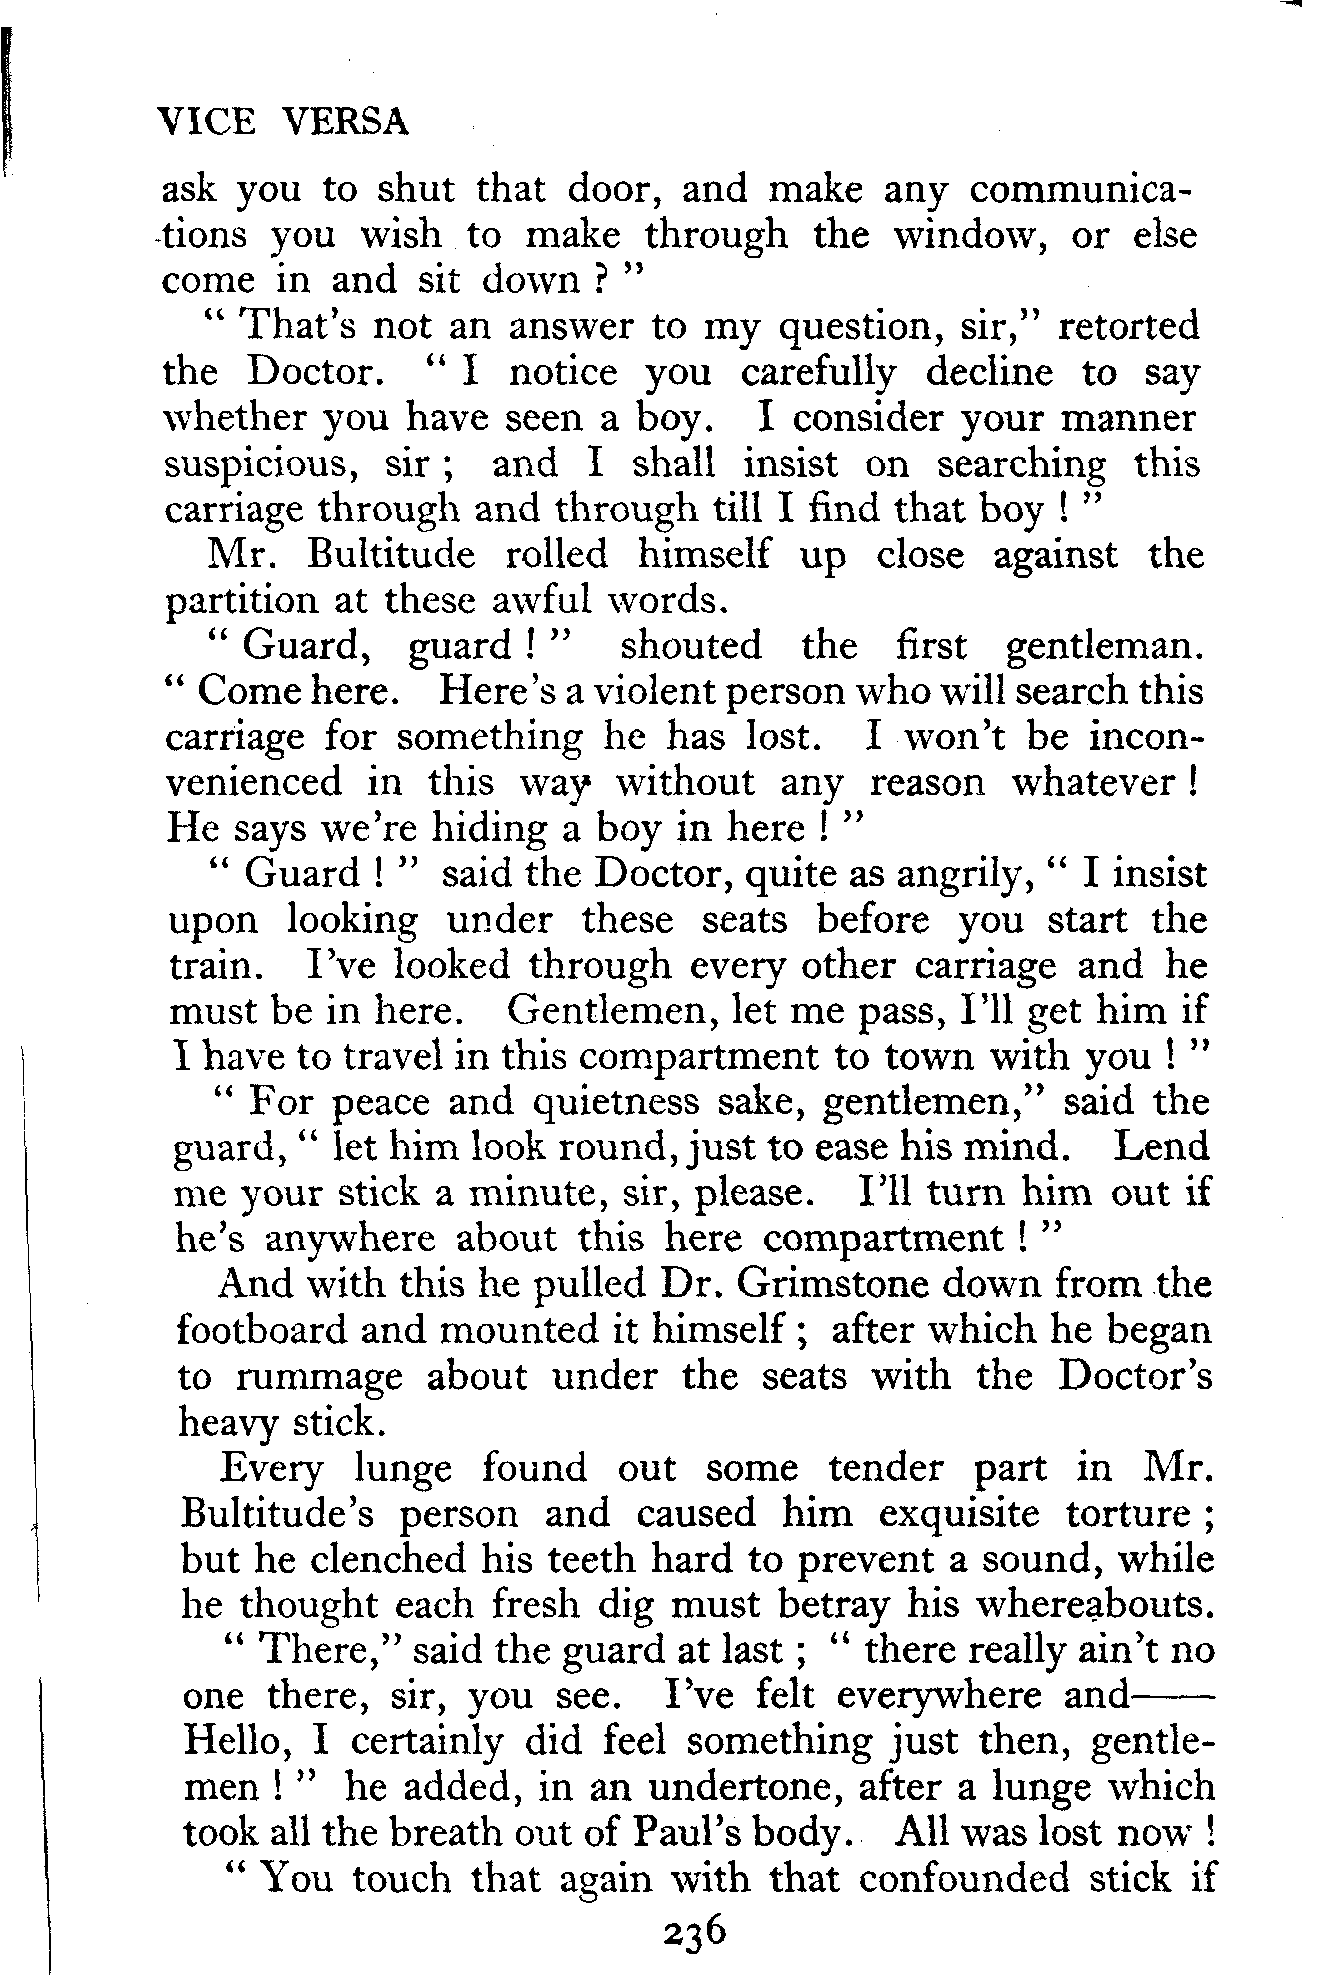 VICE VERSA
ask you to shut that door, and make any communica-
tions you wish to make through the window, or else
come in and sit down ? "
" That's not an answer to my question, sir," retorted
the Doctor. " I notice you carefully decline to say
whether you have seen a boy. I consider your manner
suspicious, sir ; and I shall insist on searching this
carriage through and through till I find that boy ! "
Mr. Bultitude rolled himself up close against the
partition at these awful words.
" Guard, guard ! " shouted the first gentleman.
" Come here. Here's a violent person who will search this
carriage for something he has lost. I won't be incon-
venienced in this way without any reason whatever !
He says we're hiding a boy in here ! "
" Guard ! " said the Doctor, quite as angrily, " I insist
upon looking under these seats before you start the
train. I've looked through every other carriage and he
must be in here. Gentlemen, let me pass, I'll get him if
I have to travel in this compartment to town with you ! "
" For peace and quietness sake, gentlemen," said the
guard, " let him look round, just to ease his mind. Lend
me your stick a minute, sir, please. I'll turn him out if
he's anywhere about this here compartment ! "
And with this he pulled Dr. Grimstone down from the
footboard and mounted it himself ; after which he began
to rummage about under the seats with the Doctor's
heavy stick.
Every lunge found out some tender part in Mr.
Bultitude's person and caused him exquisite torture ;
but he clenched his teeth hard to prevent a sound, while
he thought each fresh dig must betray his whereabouts.
" There," said the guard at last ; " there really ain't no
one there, sir, you see. I've felt everywhere and——
Hello, I certainly did feel something just then, gentle-
men ! " he added, in an undertone, after a lunge which
took all the breath out of Paul's body. All was lost now !
" You touch that again with that confounded stick if
236